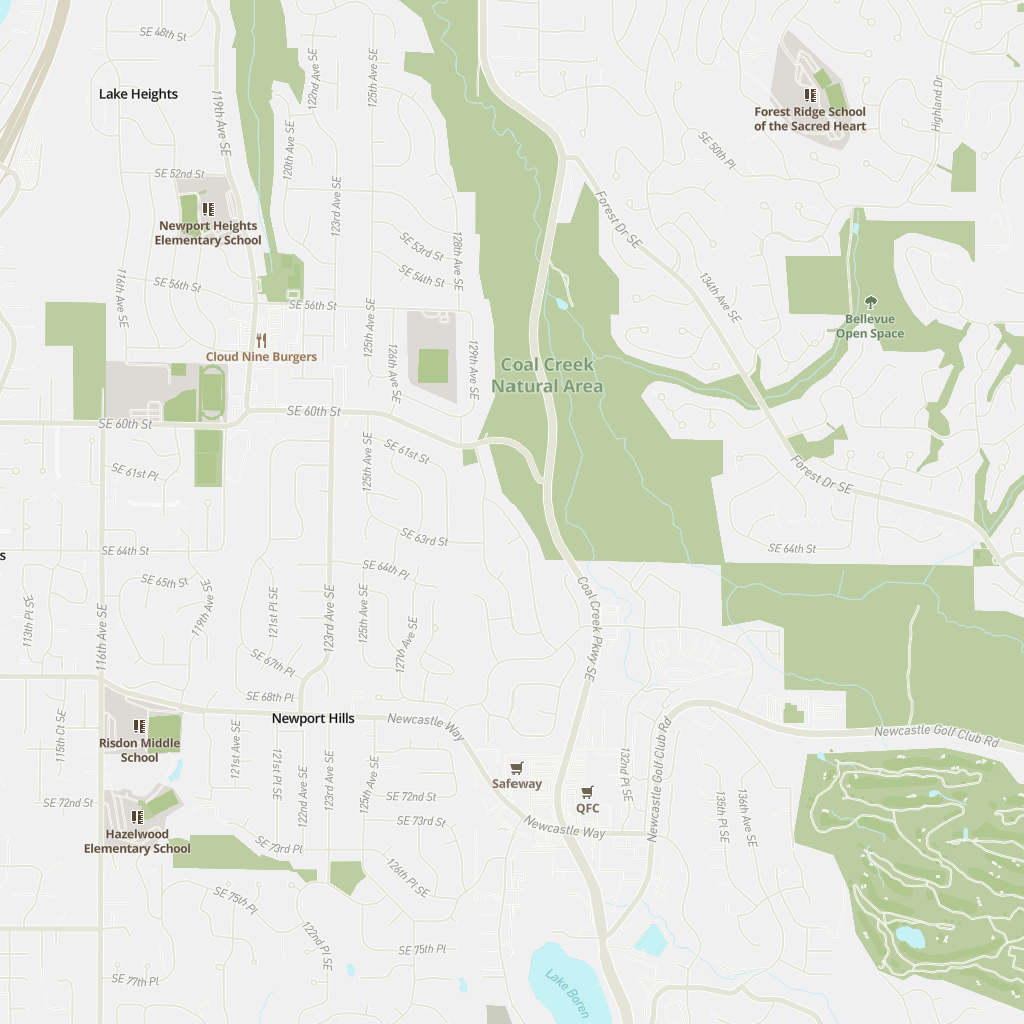 SE 48th St
Lake Heights
119th Ave SE
122nd Ave SE
125th Ave SE
120th Ave SE
Highland Dr
Forest Ridge School
of the Sacred Heart
SE 50th Pl
SE 52nd St
123rd Ave SE
Newport Heights
Elementary School
Forest Dr SE
SE 53rd St
128th Ave SE
SE 54th St
116th Ave SE
SE 56th St
SE 56th St
134th Ave SE
Bellevue
Open Space
125th Ave SE
126th Ave SE
129th Ave SE
Cloud Nine Burgers
Coal Creek
Natural Area
SE 60th St
SE 60th St
SE 61st St
125th Ave SE
SE 61st Pl
Forest Dr SE
SE 63rd St
SE 64th St
SE 64th St
s
SE 64th Pl
SE 65th St
119th Ave SE
113th Pl SE
116th Ave SE
121st Pl SE
123rd Ave SE
125th Ave SE
127th Ave SE
Coal Creek Pkwy SE
SE 67th Pl
SE 68th Pl
Newport Hills
Newcastle Way
115th Ct SE
Risdon Middle
School
121st Ave SE
121st Pl SE
122nd Ave SE
123rd Ave SE
125th Ave SE
Newcastle Golf Club Rd
Newcastle Golf Club Rd
132nd Pl SE
Safeway
QFC
135th Pl SE
136th Ave SE
SE 72nd St
SE 72nd St
SE 73rd St
Newcastle Way
Hazelwood
Elementary School
SE 73rd Pl
126th Pl SE
SE 75th Pl
122nd Pl SE
SE 75th Pl
SE 77th Pl
Lake Boren